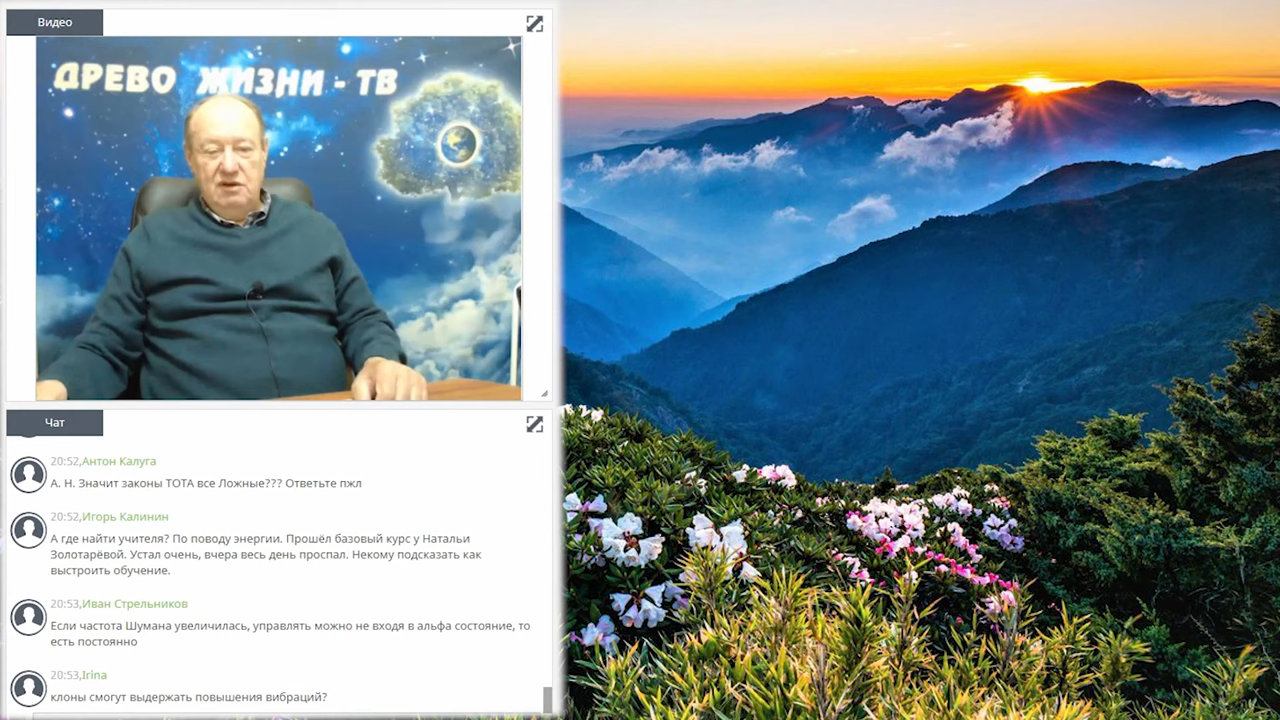 Видео
ДРЕВО ЖИЗНИ - ТВ
Чат
20:52,Антон Калуга
А. Н. Значит законы ТОТА все Ложные??? Ответьте пжл
20:52,Игорь Калинин
А где найти учителя? По поводу энергии. Прошёл базовый курс у Натальи
Золотарёвой. Устал очень, вчера весь день проспал. Некому подсказать как
выстроить обучение.
20:53,Иван Стрельников
Если частота Шумана увеличилась, управлять можно не входя в альфа состояние, то
есть постоянно
20:53,Irina
клоны смогут выдержать повышения вибраций?